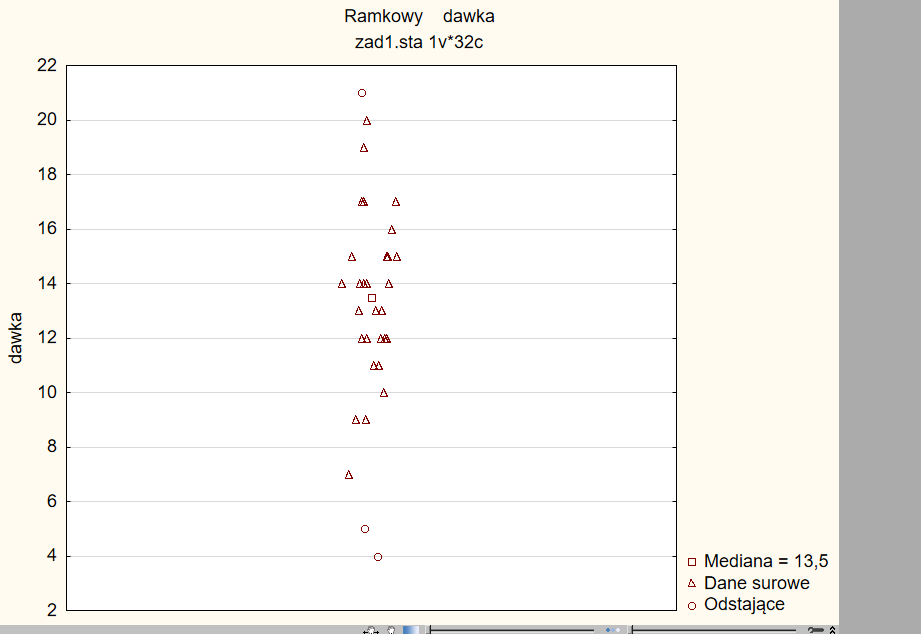 Ramkowy dawka
zad1.sta 1v*32c
22
20
18
16
14
12
10
8
6
4
2
dawka
Mediana = 13,5
Dane surowe
Odstające